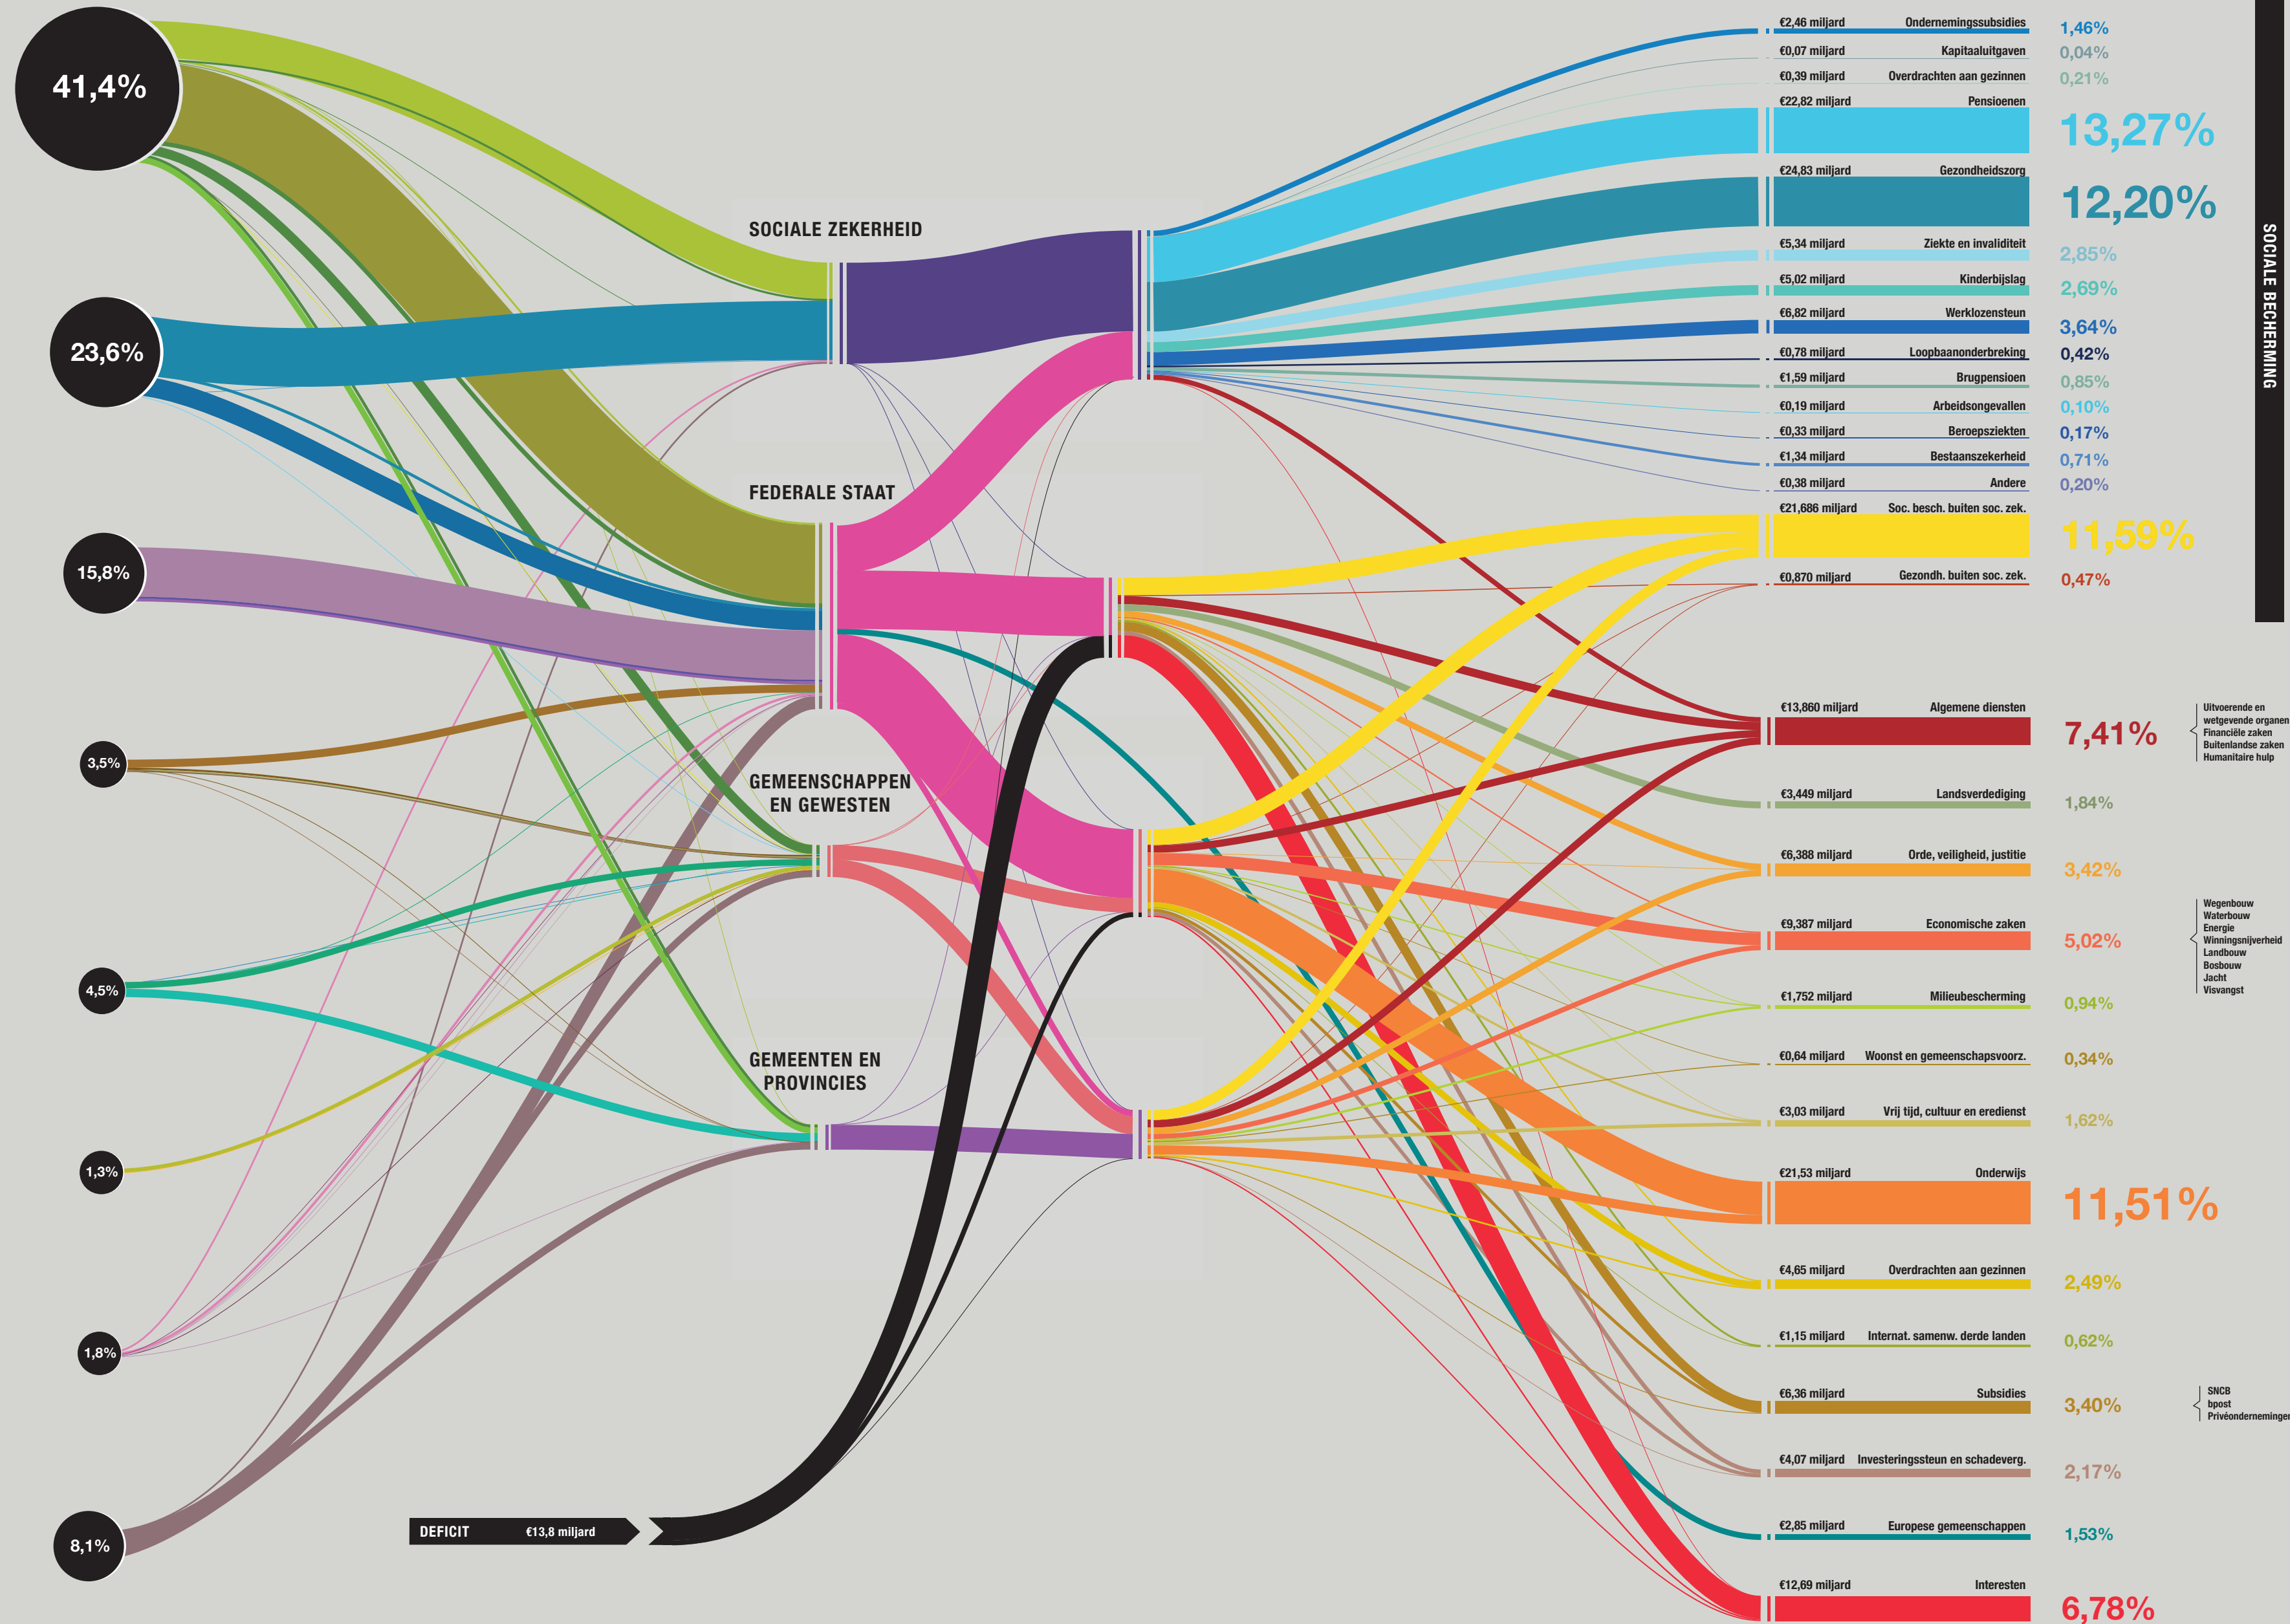 41,4%
23,6%
15,8%
3,5%
4,5%
1,3%
1,8%
8,1%
SOCIALE ZEKERHEID
FEDERALE STAAT
GEMEENSCHAPPEN
EN GEWESTEN
GEMEENTEN EN
PROVINCIES
DEFICIT €13,8 miljard
€2,46 miljard Ondernemingssubsidies 1,46%
€0,07 miljard Kapitaaluitgaven 0,04%
€0,39 miljard Overdrachten aan gezinnen 0,21%
€22,82 miljard Pensioenen 13,27%
€24,83 miljard Gezondheidszorg 12,20%
€5,34 miljard Ziekte en invaliditeit 2,85%
€5,02 miljard Kinderbijslag 2,69%
€6,82 miljard Werklozensteun 3,64%
€0,78 miljard Loopbaanonderbreking 0,42%
€1,59 miljard Brugpensioen 0,85%
€0,19 miljard Arbeidsongevallen 0,10%
€0,33 miljard Beroepsziekten 0,17%
€1,34 miljard Bestaanszekerheid 0,71%
€0,38 miljard Andere 0,20%
€21,686 miljard Soc. besch. buiten soc. zek. 11,59%
€0,870 miljard Gezondh. buiten soc. zek. 0,47%
SOCIALE BECHERMING
€13,860 miljard Algemene diensten 7,41%
Uitvoerende en
wetgevende organen
Financiële zaken
Buitenlandse zaken
Humanitaire hulp
€3,449 miljard Landsverdediging 1,84%
€6,388 miljard Orde, veiligheid, justitie 3,42%
€9,387 miljard Economische zaken 5,02%
Wegenbouw
Waterbouw
Energie
Winningsnijverheid
Landbouw
Bosbouw
Jacht
Visvangst
€1,752 miljard Milieubescherming 0,94%
€0,64 miljard Woonst en gemeenschapsvoorz. 0,34%
€3,03 miljard Vrij tijd, cultuur en eredienst 1,62%
€21,53 miljard Onderwijs 11,51%
€4,65 miljard Overdrachten aan gezinnen 2,49%
€1,15 miljard Internat. samenw. derde landen 0,62%
€6,36 miljard Subsidies 3,40%
SNCB
bpost
Privéondernemingen
€4,07 miljard Investeringssteun en schadeverg. 2,17%
€2,85 miljard Europese gemeenschappen 1,53%
€12,69 miljard Interesten 6,78%